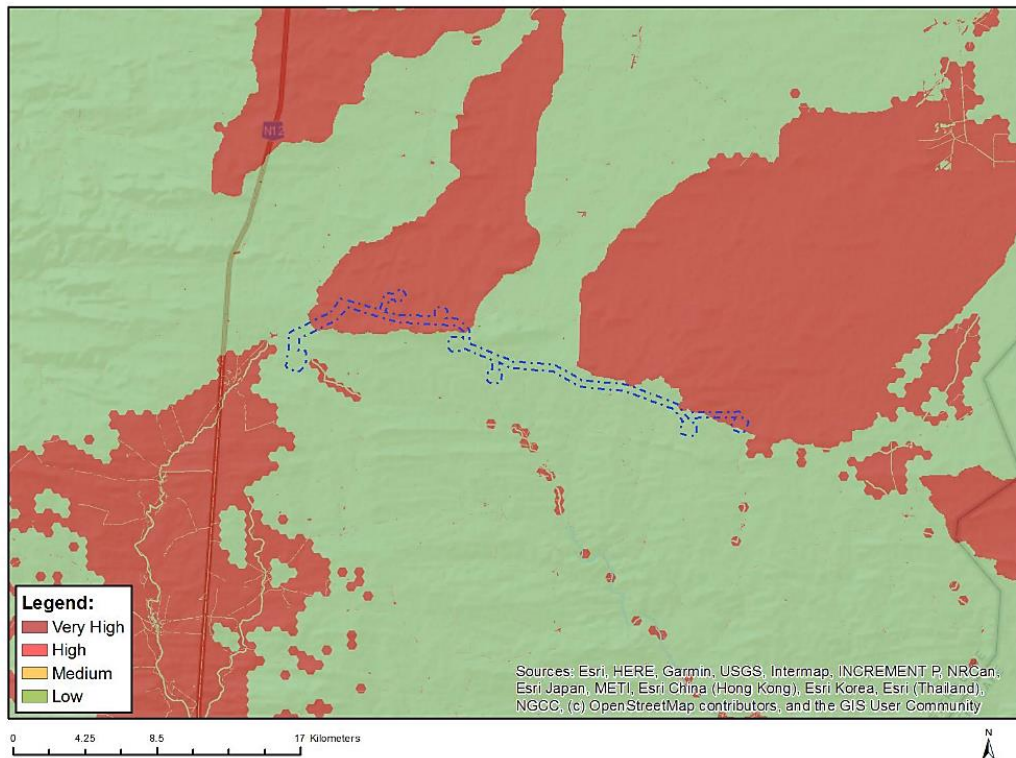 N12
Legend:
Very High
High
Medium
Low
Sources: Esri, HERE, Garmin, USGS, Intermap, INCREMENT P, NRCan,
Esri Japan, METI, Esri China (Hong Kong), Esri Korea, Esri (Thailand),
NGCC, (c) OpenStreetMap contributors, and the GIS User Community
0 4.25 8.5 17 Kilometers
N